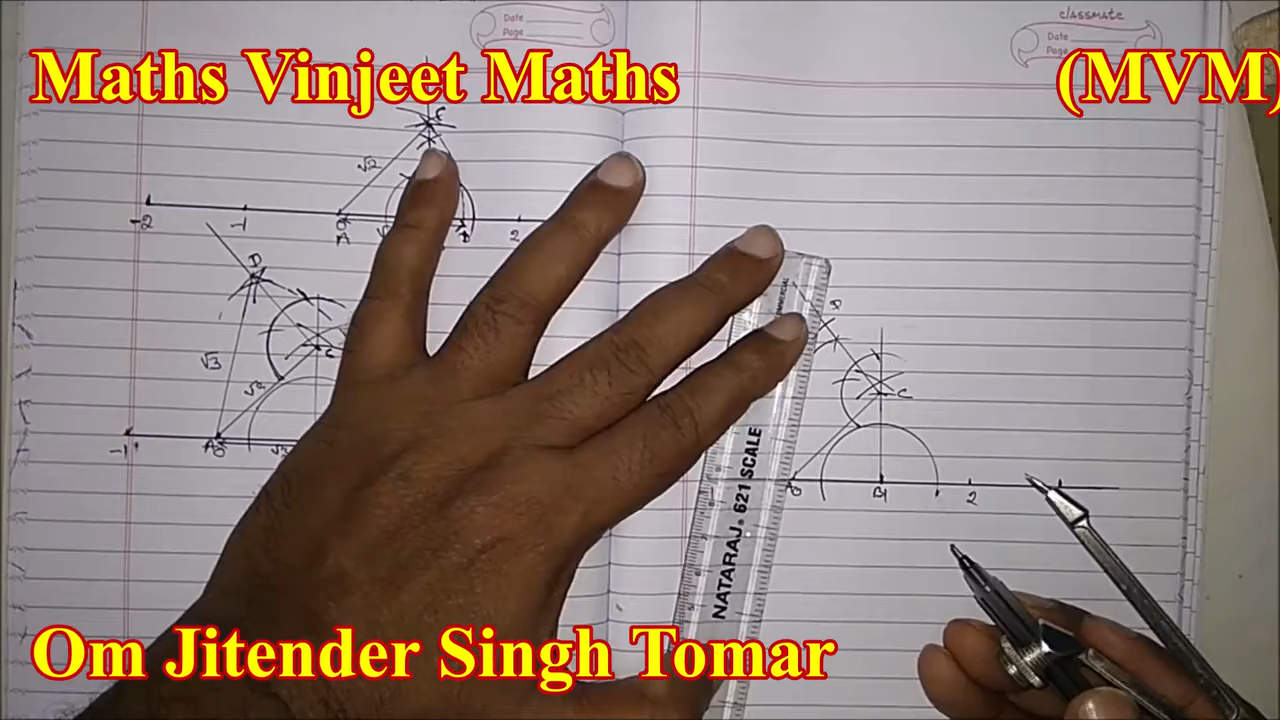 classmate
Date
Page
Date
Page
Maths Vinjeet Maths (MVM)
C
√2
-2
-1
A
2
D
√3
√2
C
-1
A
D
C
2
NATARAJ 621 SCALE
Om Jitender Singh Tomar